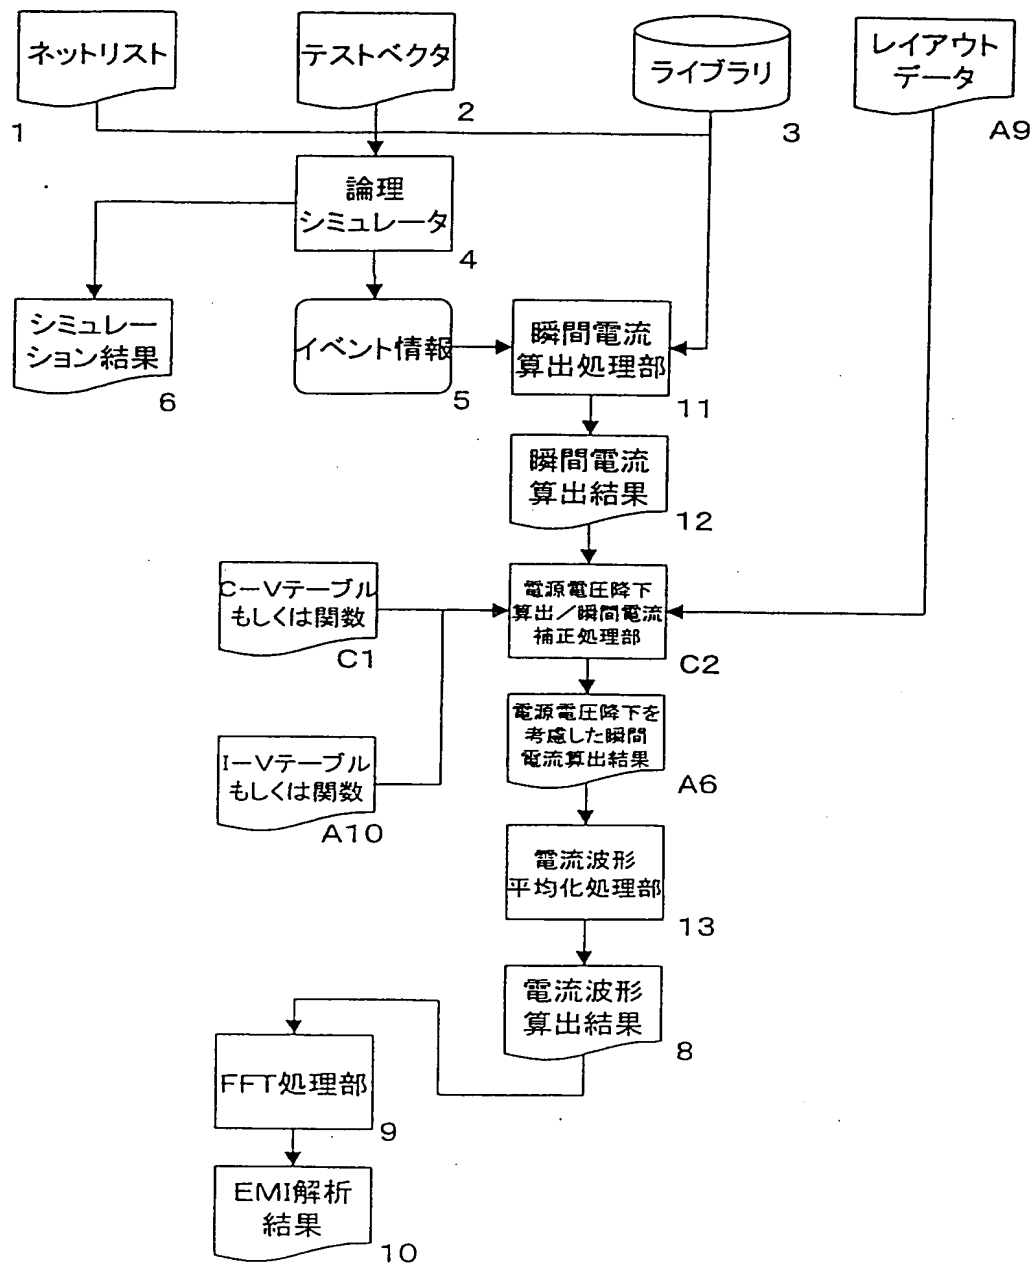 ネットリスト
1
テストベクタ
2
ライブラリ
3
レイアウト
データ
A9
論理
シミュレータ
4
シミュレー
ション結果
6
イベント情報
5
瞬間電流
算出処理部
11
瞬間電流
算出結果
12
C－Vテーブル
もしくは関数
C1
電源電圧降下
算出／瞬間電流
補正処理部
C2
電源電圧降下を
考慮した瞬間
電流算出結果
A6
I－Vテーブル
もしくは関数
A10
電流波形
平均化処理部
13
電流波形
算出結果
8
FFT処理部
9
EMI解析
結果
10